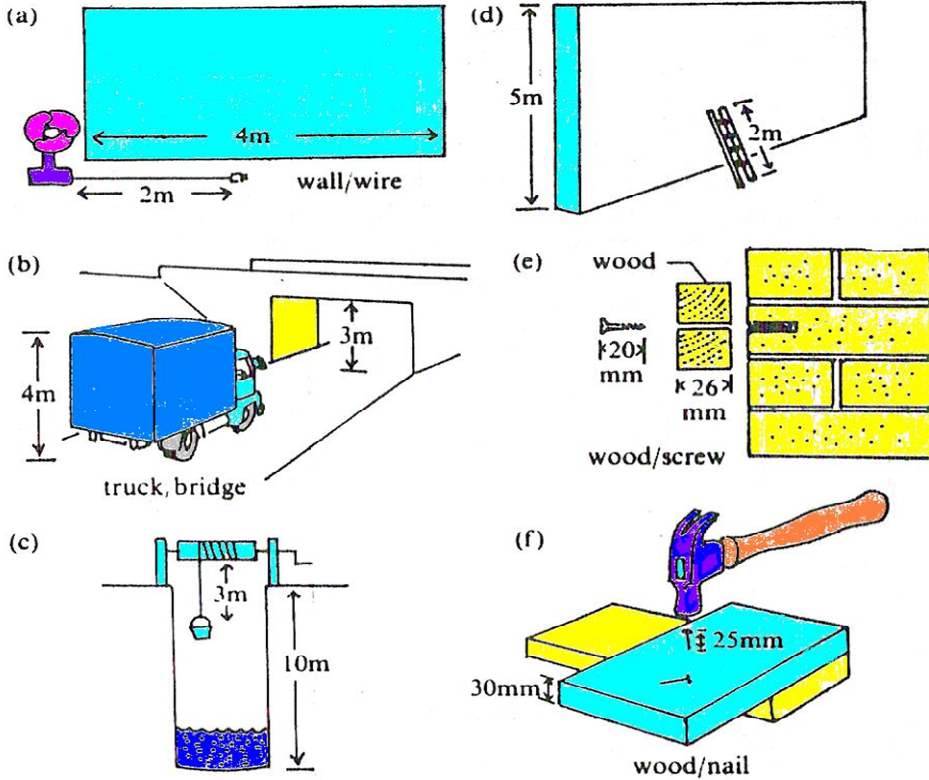 (a)
4m
2m
wall/wire
(b)
4m
3m
truck, bridge
(c)
3m
10m
(d)
5m
2m
(e)
wood
20
mm
26
mm
wood/screw
(f)
25mm
30mm
wood/nail